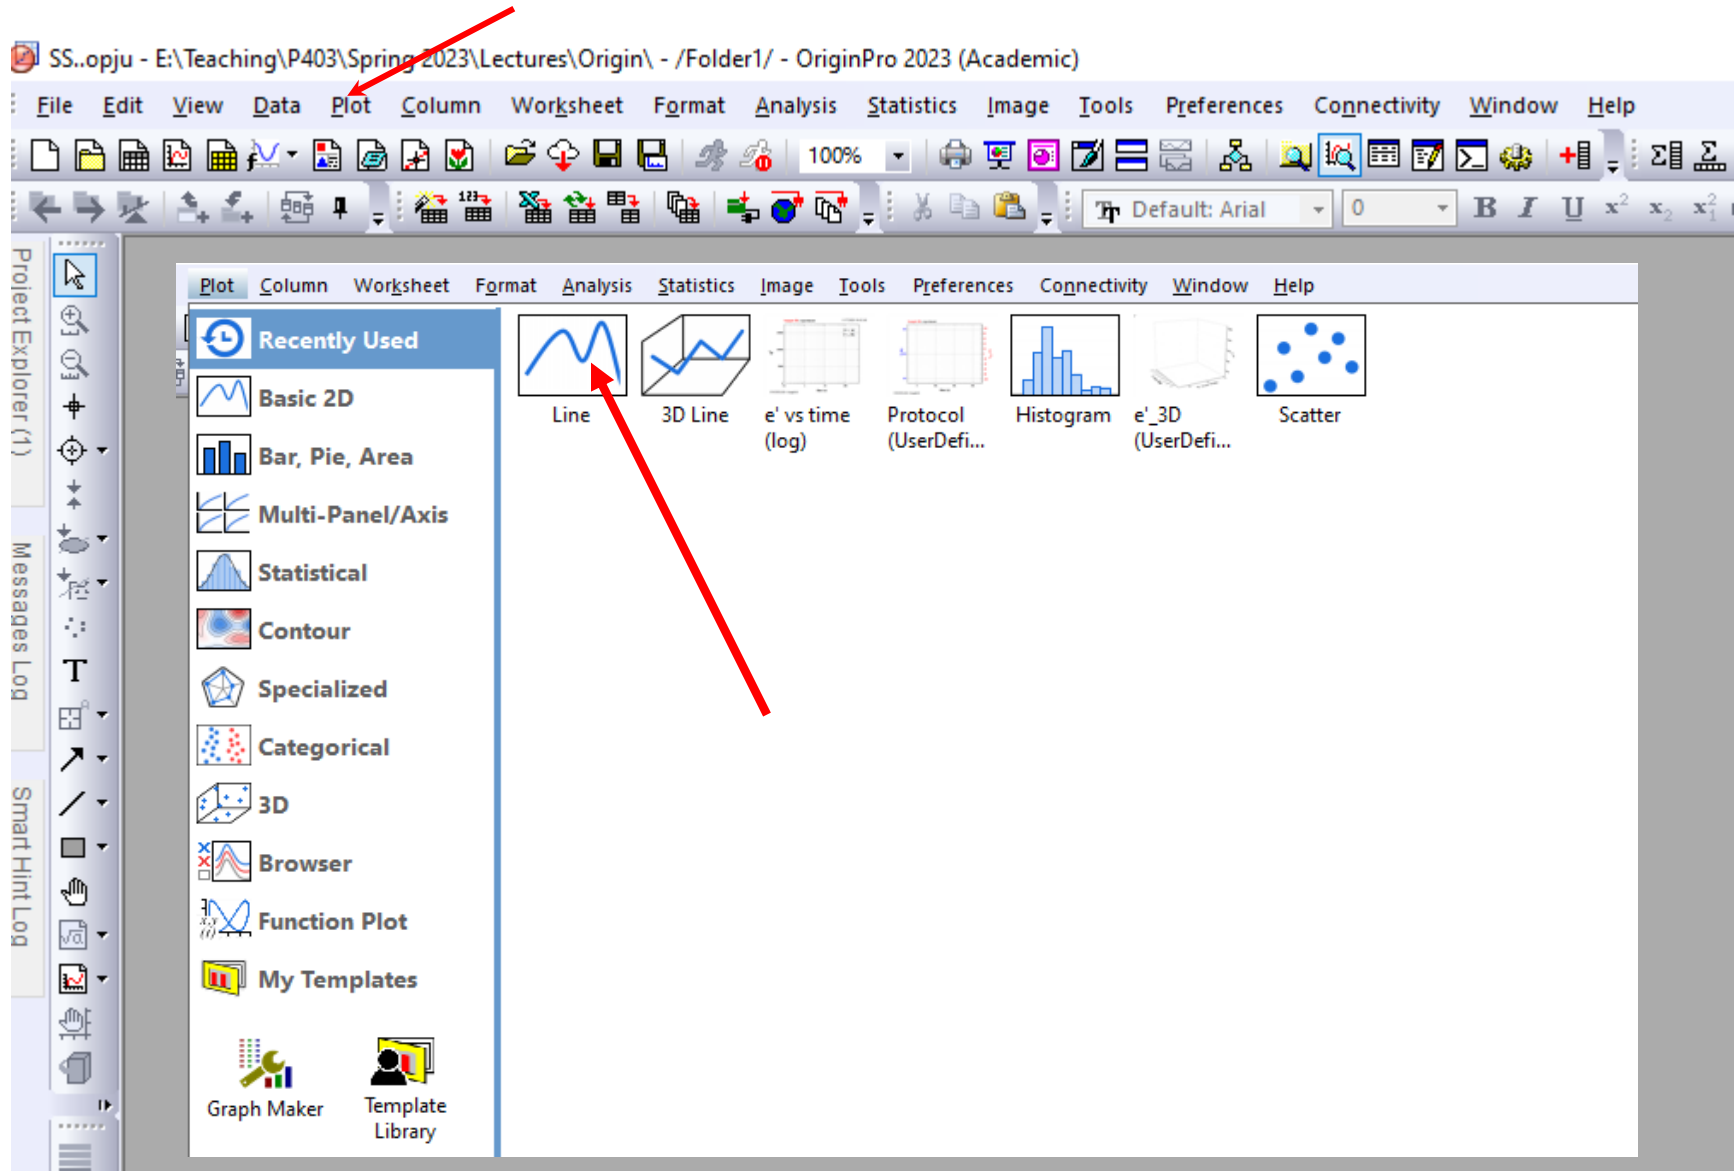 SS..opju - E:\Teaching\P403\Spring 2023\Lectures\Origin\ - /Folder1/ - OriginPro 2023 (Academic)
File Edit View Data Plot Column Worksheet Format Analysis Statistics Image Tools Preferences Connectivity Window Help
100%
Default: Arial 0 B I U x² x₂
Project Explorer (1)
Messages Log
Smart Hint Log
T
Plot Column Worksheet Format Analysis Statistics Image Tools Preferences Connectivity Window Help
Recently Used
Basic 2D
Bar, Pie, Area
Multi-Panel/Axis
Statistical
Contour
Specialized
Categorical
3D
Browser
Function Plot
My Templates
Graph Maker
Template
Library
Line
3D Line
e' vs time
(log)
Protocol
(UserDefi...
Histogram
e'_3D
(UserDefi...
Scatter